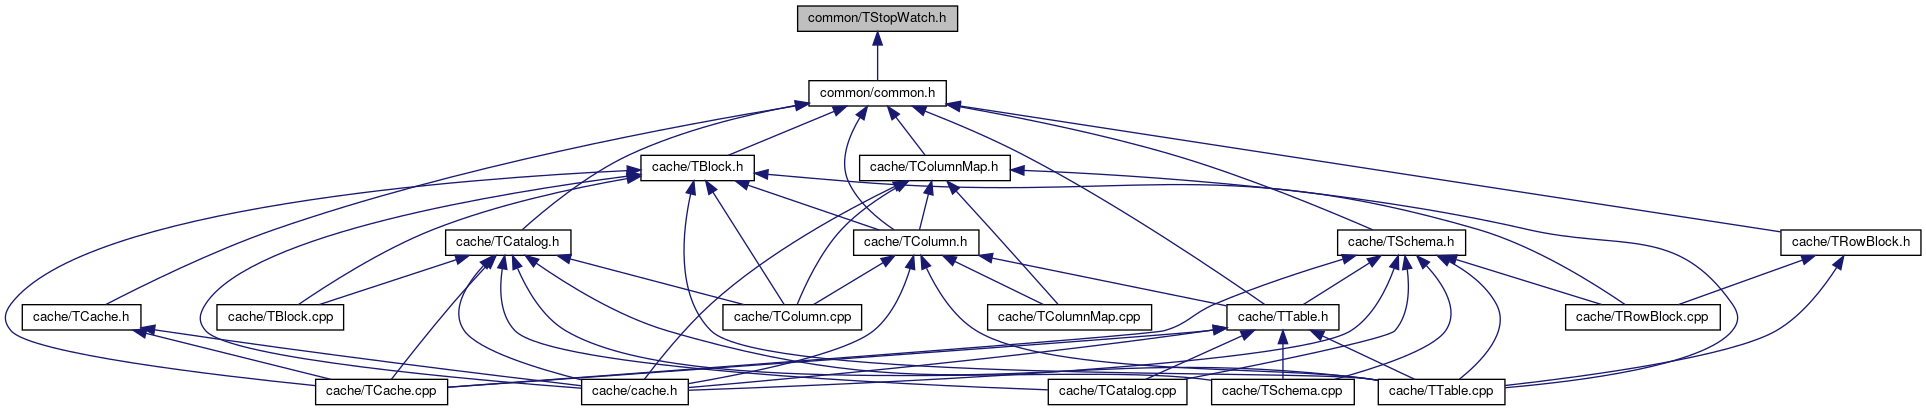 common/TStopWatch.h
common/common.h
cache/TBlock.h
cache/TColumnMap.h
cache/TCatalog.h
cache/TColumn.h
cache/TSchema.h
cache/TRowBlock.h
cache/TCache.h
cache/TBlock.cpp
cache/TColumn.cpp
cache/TColumnMap.cpp
cache/TTable.h
cache/TRowBlock.cpp
cache/TCache.cpp
cache/cache.h
cache/TCatalog.cpp
cache/TSchema.cpp
cache/TTable.cpp